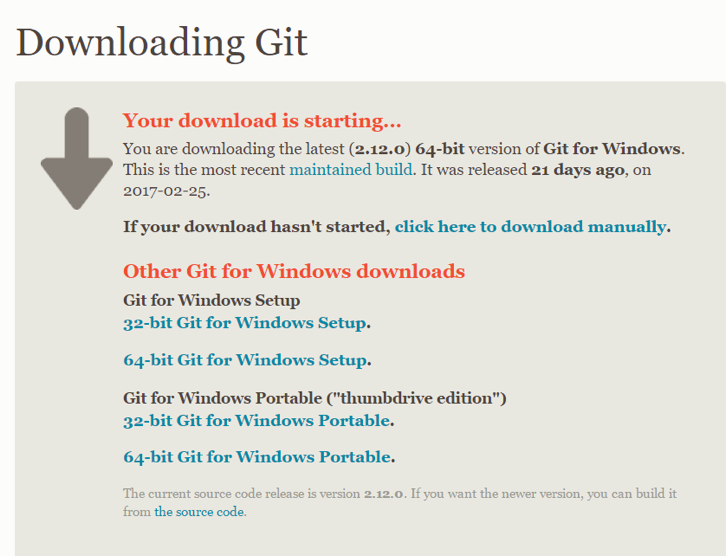 Downloading Git
Your download is starting...
You are downloading the latest (2.12.0) 64-bit version of Git for Windows.
This is the most recent maintained build. It was released 21 days ago, on
2017-02-25.
If your download hasn't started, click here to download manually.
Other Git for Windows downloads
Git for Windows Setup
32-bit Git for Windows Setup.
64-bit Git for Windows Setup.
Git for Windows Portable ("thumbdrive edition")
32-bit Git for Windows Portable.
64-bit Git for Windows Portable.
The current source code release is version 2.12.0. If you want the newer version, you can build it
from the source code.